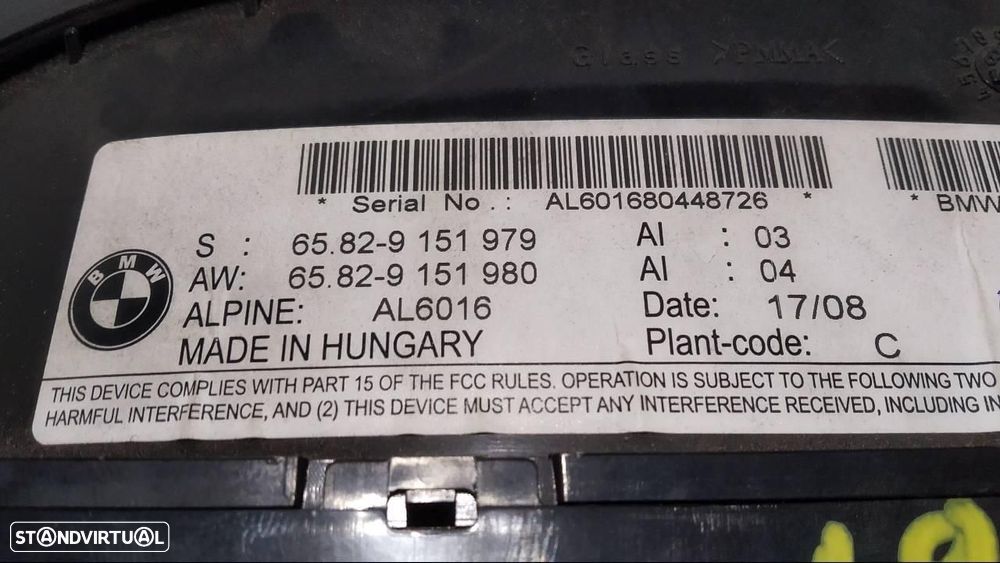 Glass >PMMA<
* Serial No.: AL601680448726 *
* BMW
S : 65.82-9 151 979 AI : 03
AW: 65.82-9 151 980 AI : 04
ALPINE: AL6016 Date: 17/08
MADE IN HUNGARY Plant-code: C
BMW
THIS DEVICE COMPLIES WITH PART 15 OF THE FCC RULES. OPERATION IS SUBJECT TO THE FOLLOWING TWO
HARMFUL INTERFERENCE, AND (2) THIS DEVICE MUST ACCEPT ANY INTERFERENCE RECEIVED, INCLUDING IN
STANDVIRTUAL